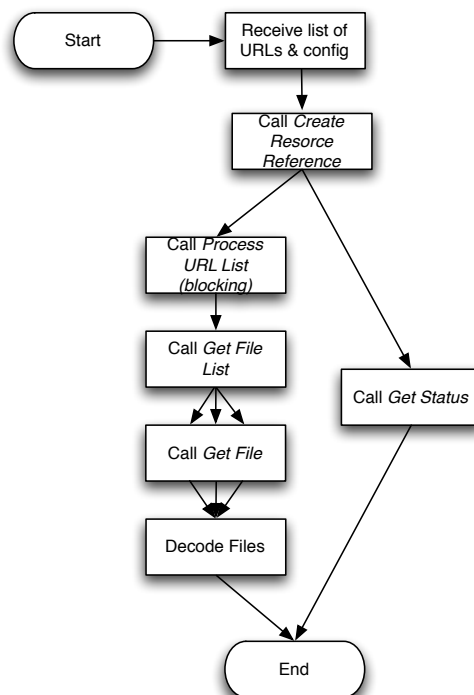 Start
Receive list of
URLs & config
Call Create
Resorce
Reference
Call Process
URL List
(blocking)
Call Get File
List
Call Get Status
Call Get File
Decode Files
End